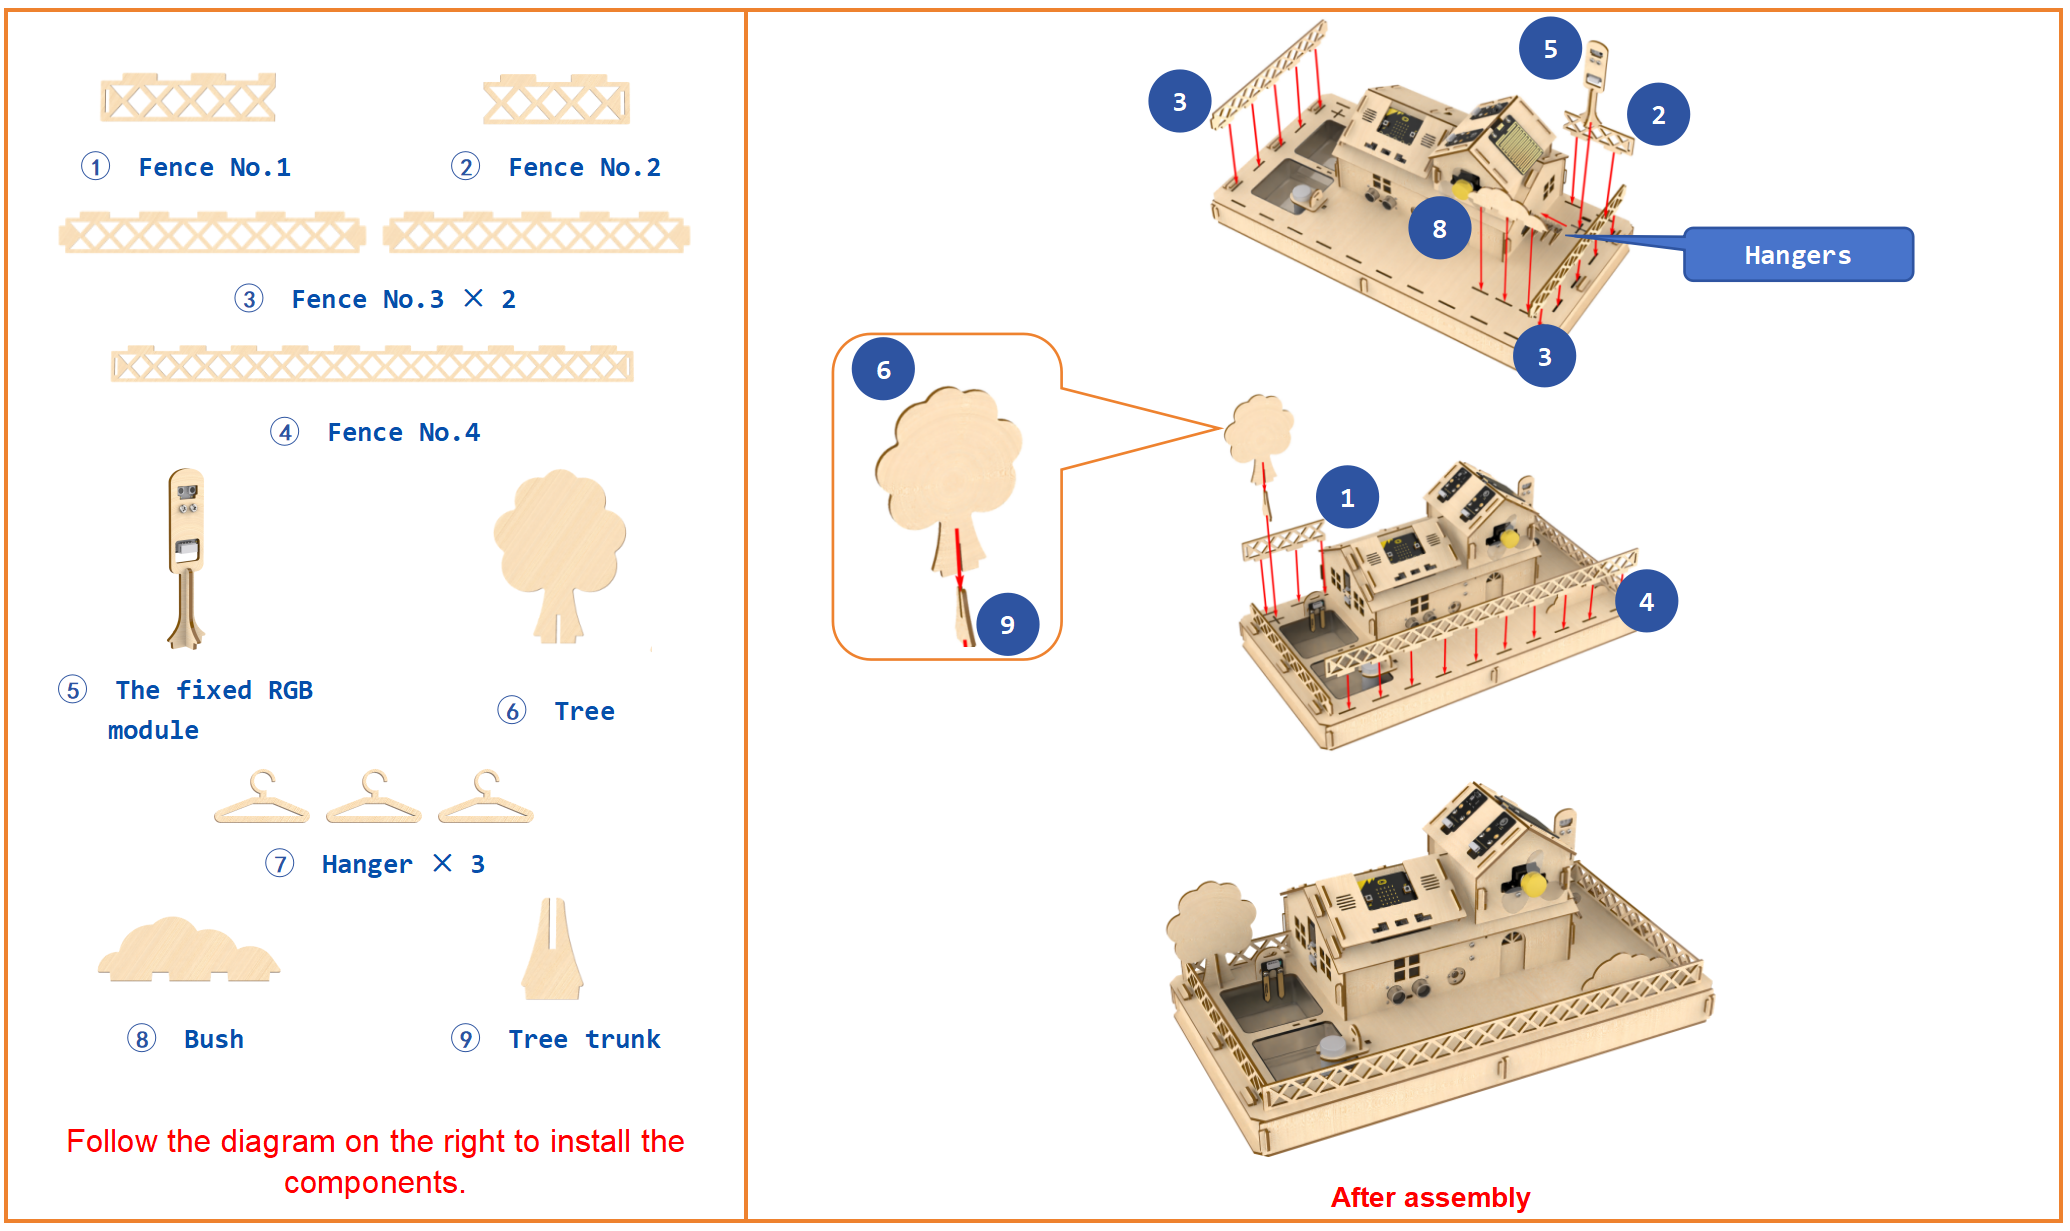 ① Fence No.1
② Fence No.2
③ Fence No.3 × 2
④ Fence No.4
⑤ The fixed RGB
module
⑥ Tree
⑦ Hanger × 3
⑧ Bush
⑨ Tree trunk
Follow the diagram on the right to install the
components.
5
3
2
8
Hangers
3
6
1
9
4
After assembly